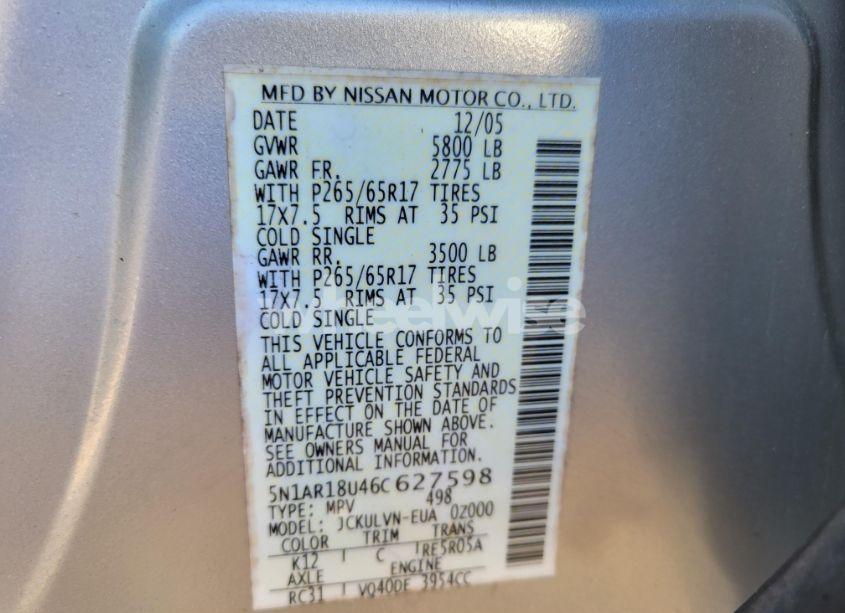 MFD BY NISSAN MOTOR CO., LTD.
DATE 12/05
GVWR 5800 LB
GAWR FR. 2775 LB
WITH P265/65R17 TIRES
17X7.5 RIMS AT 35 PSI
COLD SINGLE
GAWR RR. 3500 LB
WITH P265/65R17 TIRES
17X7.5 RIMS AT 35 PSI
COLD SINGLE
THIS VEHICLE CONFORMS TO
ALL APPLICABLE FEDERAL
MOTOR VEHICLE SAFETY AND
THEFT PREVENTION STANDARDS
IN EFFECT ON THE DATE OF
MANUFACTURE SHOWN ABOVE.
SEE OWNERS MANUAL FOR
ADDITIONAL INFORMATION.
5N1AR18U46C627598
TYPE: MPV 498
MODEL: JCKULVN-EUA 02000
COLOR TRIM TRANS
K12 C RE5R05A
AXLE ENGINE
RC31 VQ40DE 3954CC
wheelwise